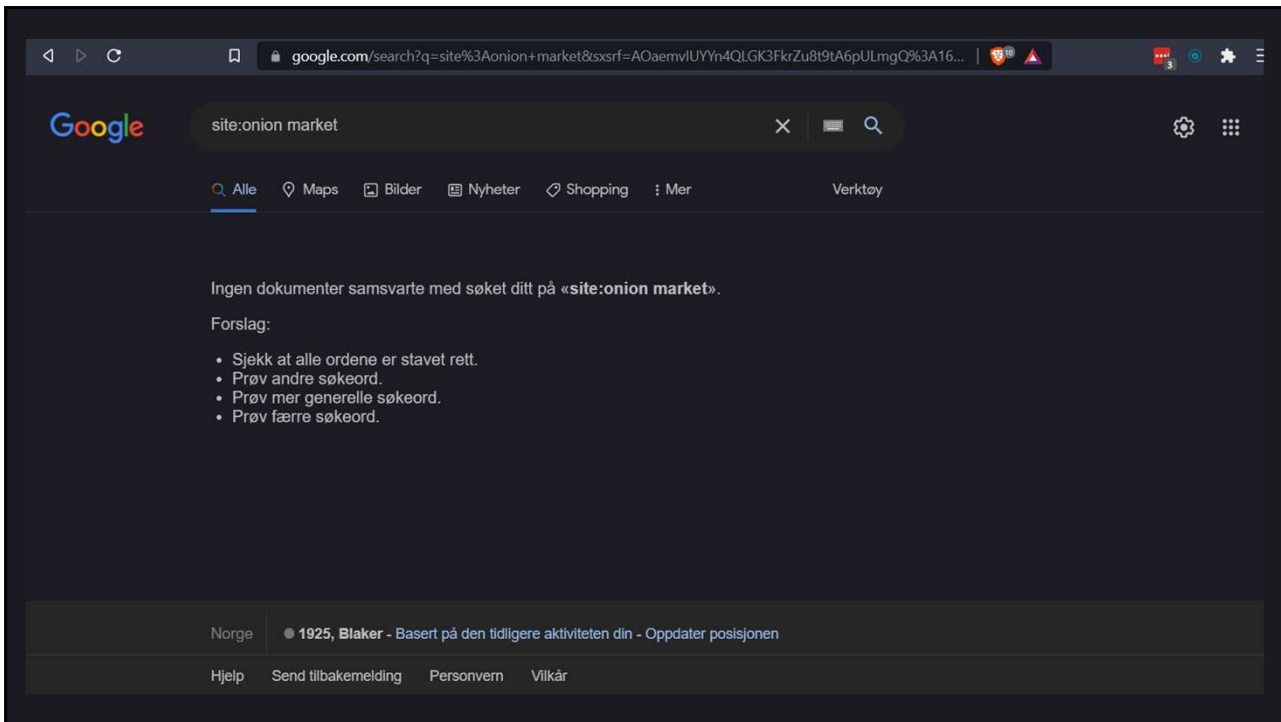 google.com/search?q=site%3Aonion+market&sxsrf=AOaemvIUYYn4QLGK3FkrZu8t9tA6pULmgQ%3A16...
10
3
Google
site:onion market
Alle Maps Bilder Nyheter Shopping Mer Verktøy
Ingen dokumenter samsvarte med søket ditt på «site:onion market».
Forslag:
• Sjekk at alle ordene er stavet rett.
• Prøv andre søkeord.
• Prøv mer generelle søkeord.
• Prøv færre søkeord.
Norge 1925, Blaker - Basert på den tidligere aktiviteten din - Oppdater posisjonen
Hjelp Send tilbakemelding Personvern Vilkår